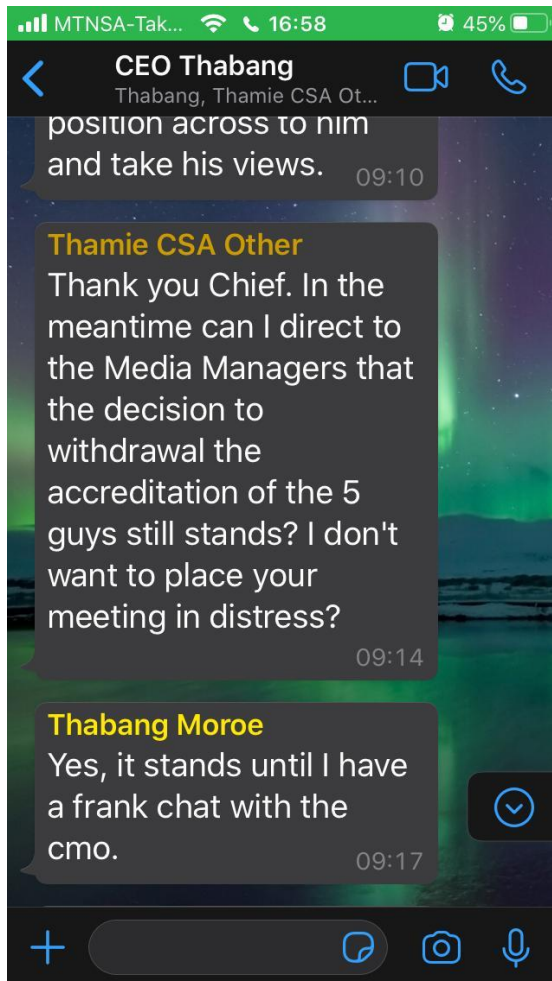 MTNSA-Tak... 16:58 45%
CEO Thabang
Thabang, Thamie CSA Ot...
position across to him
and take his views. 09:10
Thamie CSA Other
Thank you Chief. In the
meantime can I direct to
the Media Managers that
the decision to
withdrawal the
accreditation of the 5
guys still stands? I don't
want to place your
meeting in distress?
09:14
Thabang Moroe
Yes, it stands until I have
a frank chat with the
cmo. 09:17